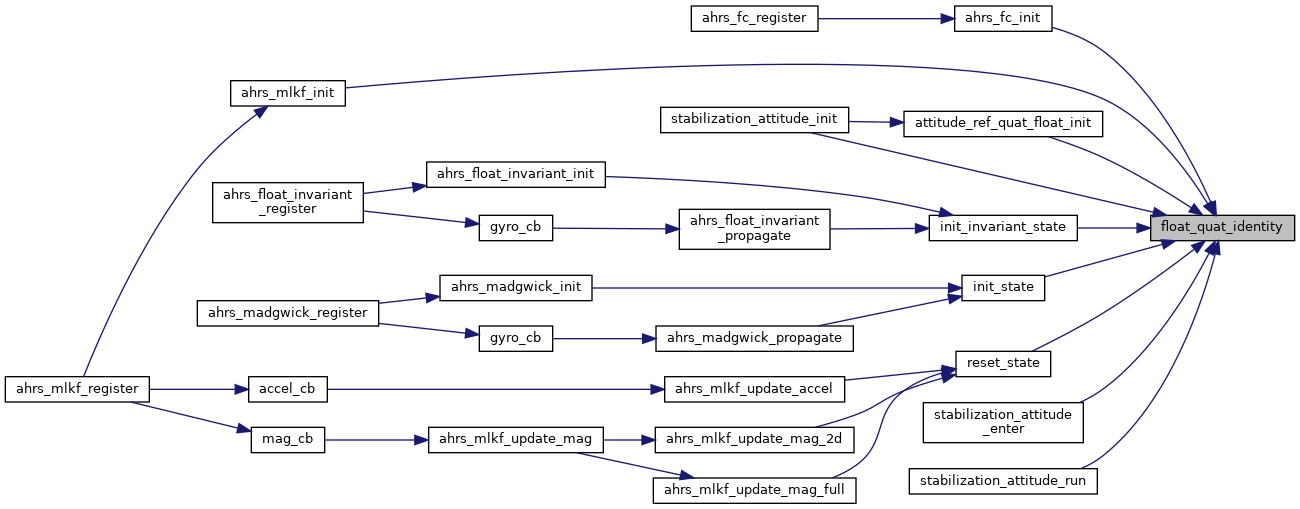 ahrs_fc_register
ahrs_fc_init
ahrs_mlkf_init
stabilization_attitude_init
attitude_ref_quat_float_init
ahrs_float_invariant_init
ahrs_float_invariant
_register
gyro_cb
ahrs_float_invariant
_propagate
init_invariant_state
float_quat_identity
ahrs_madgwick_init
init_state
ahrs_madgwick_register
gyro_cb
ahrs_madgwick_propagate
reset_state
ahrs_mlkf_register
accel_cb
ahrs_mlkf_update_accel
stabilization_attitude
_enter
mag_cb
ahrs_mlkf_update_mag
ahrs_mlkf_update_mag_2d
stabilization_attitude_run
ahrs_mlkf_update_mag_full